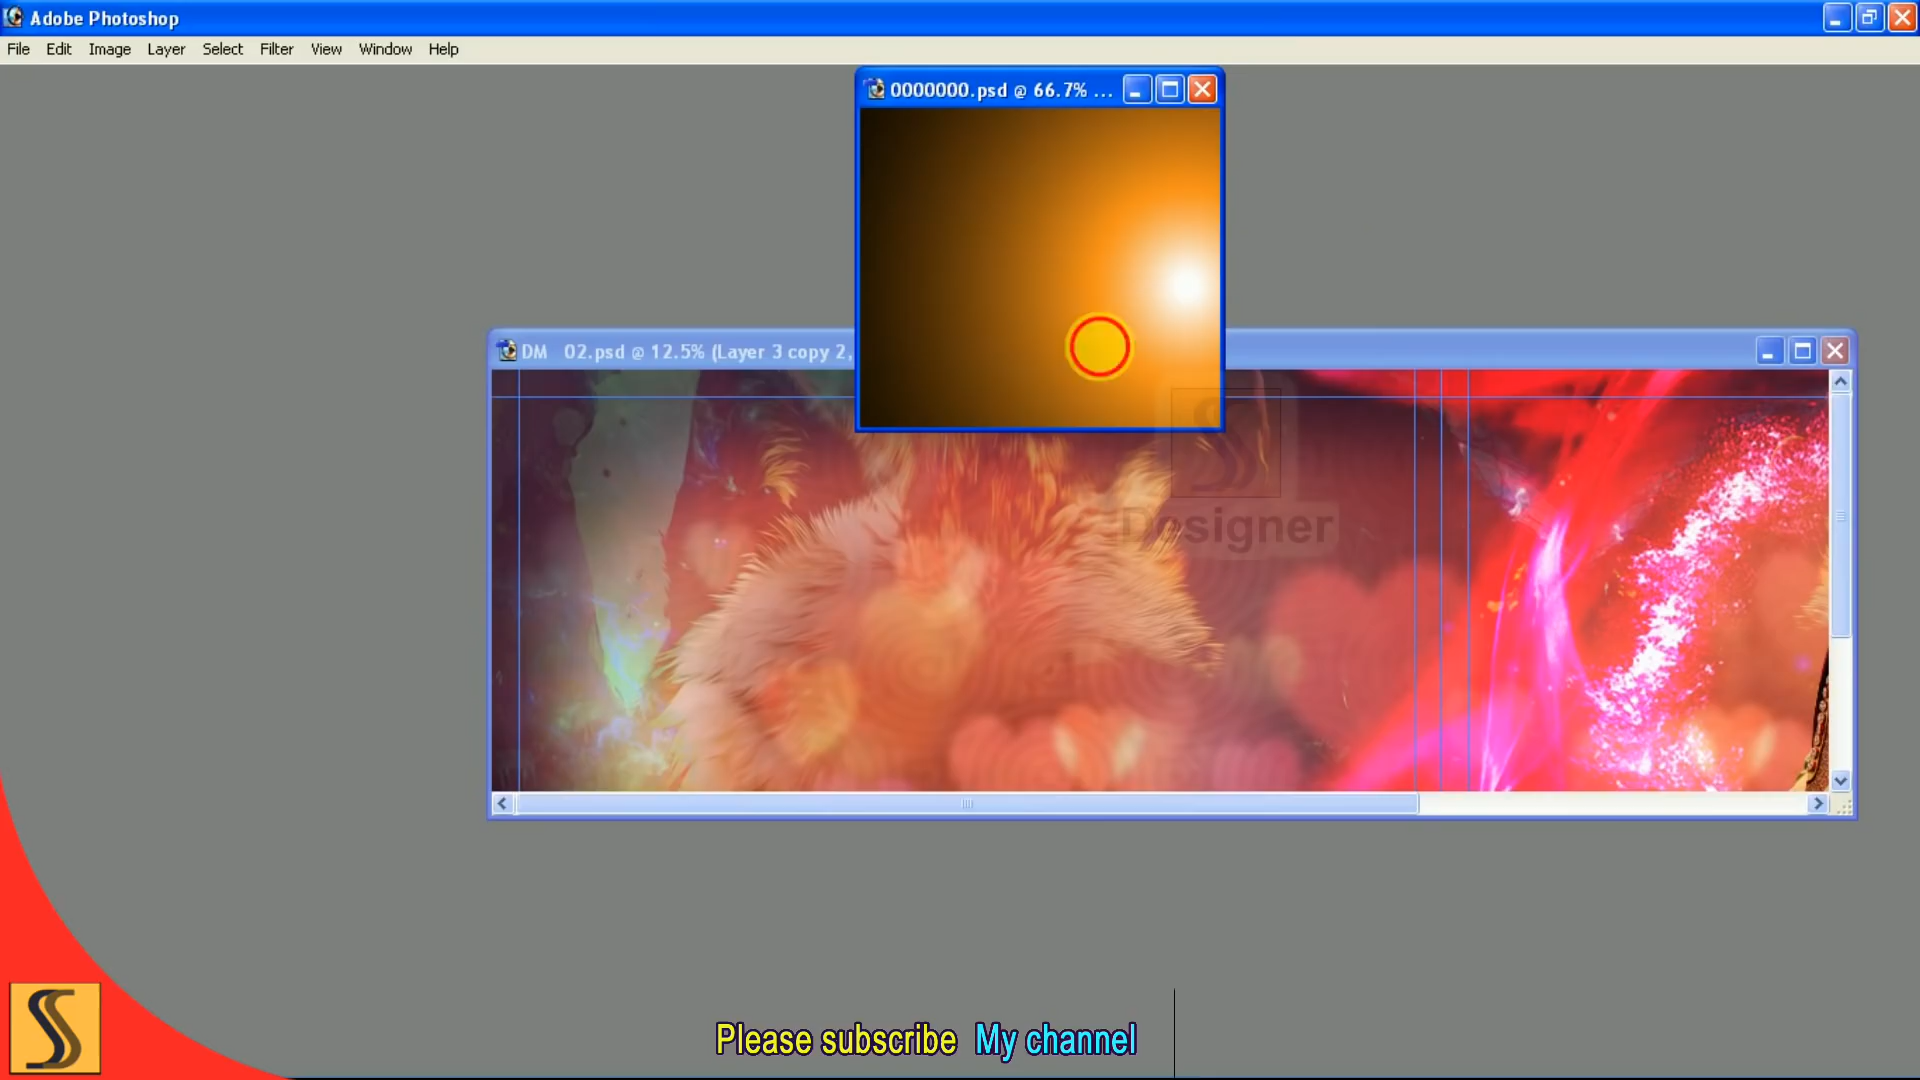 Adobe Photoshop
File Edit Image Layer Select Filter View Window Help
0000000.psd @ 66.7% ...
DM 02.psd @ 12.5% (Layer 3 copy 2,
Designer
Please subscribe My channel